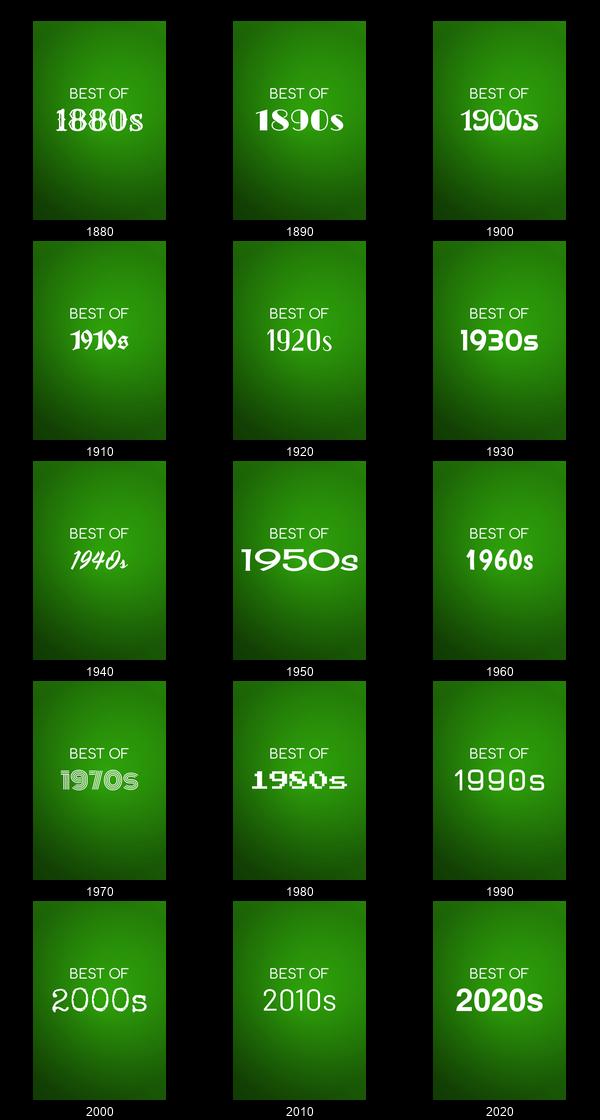 BEST OF
1880s
1880
BEST OF
1890s
1890
BEST OF
1900s
1900
BEST OF
1910s
1910
BEST OF
1920s
1920
BEST OF
1930s
1930
BEST OF
1940s
1940
BEST OF
1950s
1950
BEST OF
1960s
1960
BEST OF
1970s
1970
BEST OF
1980s
1980
BEST OF
1990s
1990
BEST OF
2000s
2000
BEST OF
2010s
2010
BEST OF
2020s
2020